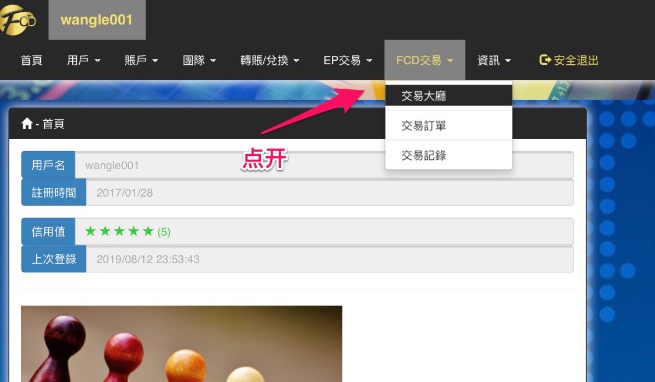 FCD
wangle001
首頁 用戶 賬戶 團隊 轉賬/兌換 EP交易 FCD交易 資訊 安全退出
交易大廳
交易訂單
交易記錄
- 首頁
点开
用戶名 wangle001
註冊時間 2017/01/28
信用值 ★★★★★ (5)
上次登錄 2019/08/12 23:53:43